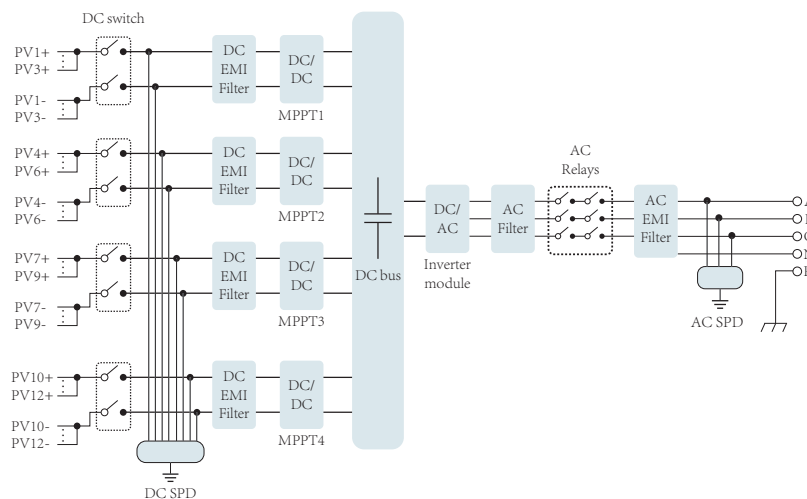 DC switch
PV1+
PV3+
PV1-
PV3-
DC
EMI
Filter
DC/
DC
MPPT1
PV4+
PV6+
PV4-
PV6-
DC
EMI
Filter
DC/
DC
MPPT2
PV7+
PV9+
PV7-
PV9-
DC
EMI
Filter
DC/
DC
MPPT3
PV10+
PV12+
PV10-
PV12-
DC
EMI
Filter
DC/
DC
MPPT4
DC SPD
DC bus
DC/
AC
Inverter
module
AC
Filter
AC
Relays
AC
EMI
Filter
AC SPD